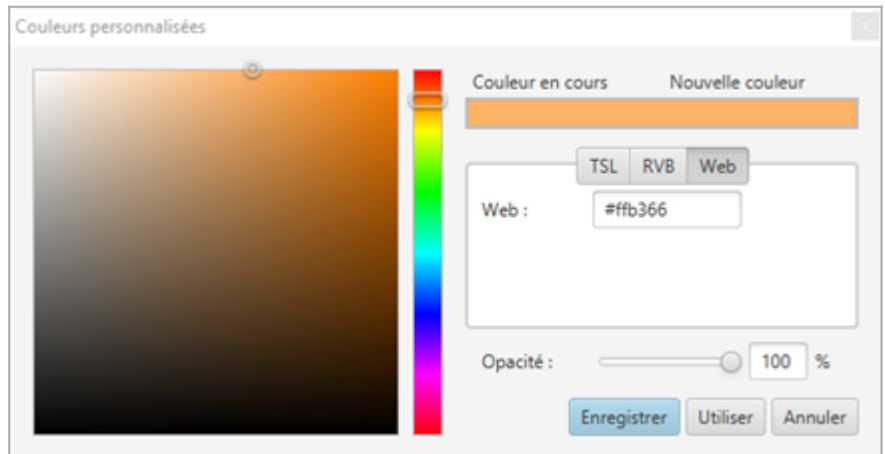 Couleurs personnalisées
Couleur en cours Nouvelle couleur
TSL RVB Web
Web : #ffb366
Opacité : 100 %
Enregistrer Utiliser Annuler